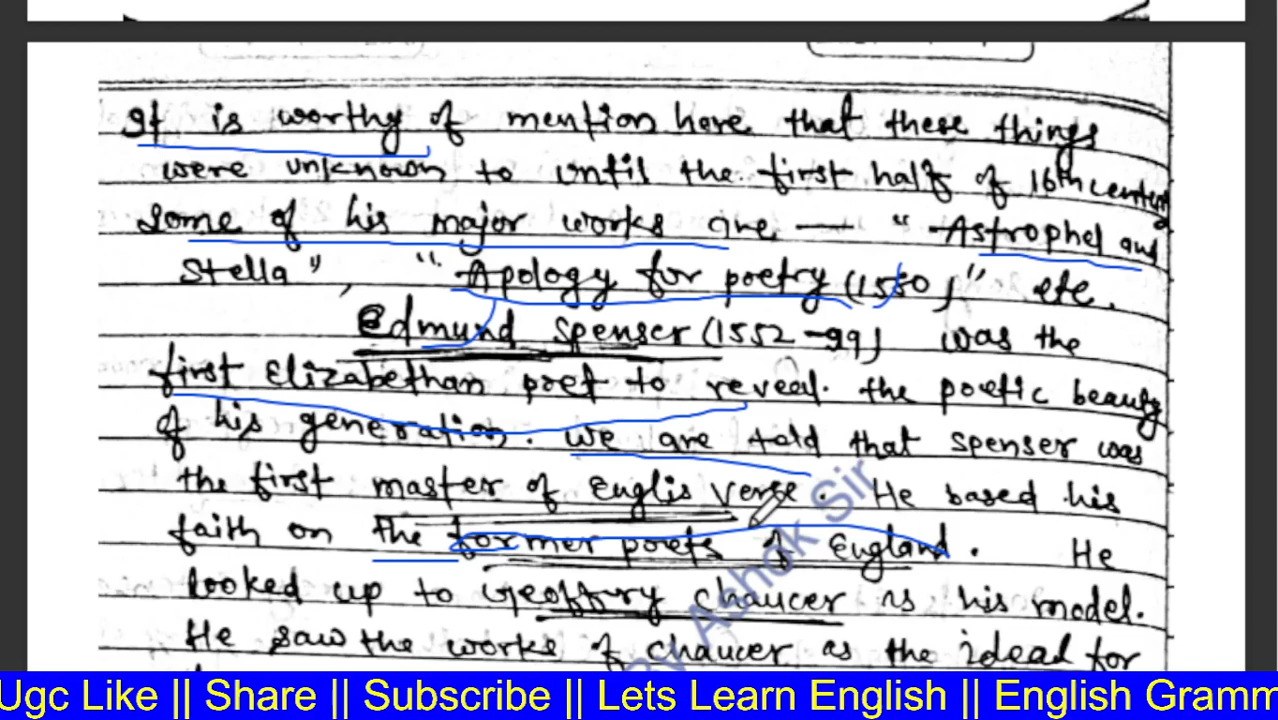 It is worthy of mention here that these things
were unknown to until the first half of 16th century
Some of his major works are — "Astrophel and
Stella", "Apology for poetry (1580)" etc.
Edmund Spenser (1552-99) was the
first Elizabethan poet to reveal the poetic beauty
of his generation. We are told that Spenser was
the first master of Englis verse. He based his
faith on the former poets of England. He
looked up to Geoffury Chaucer as his model.
He saw the works of Chaucer as the idead for
Ashok Sir
Ugc Like || Share || Subscribe || Lets Learn English || English Gramm